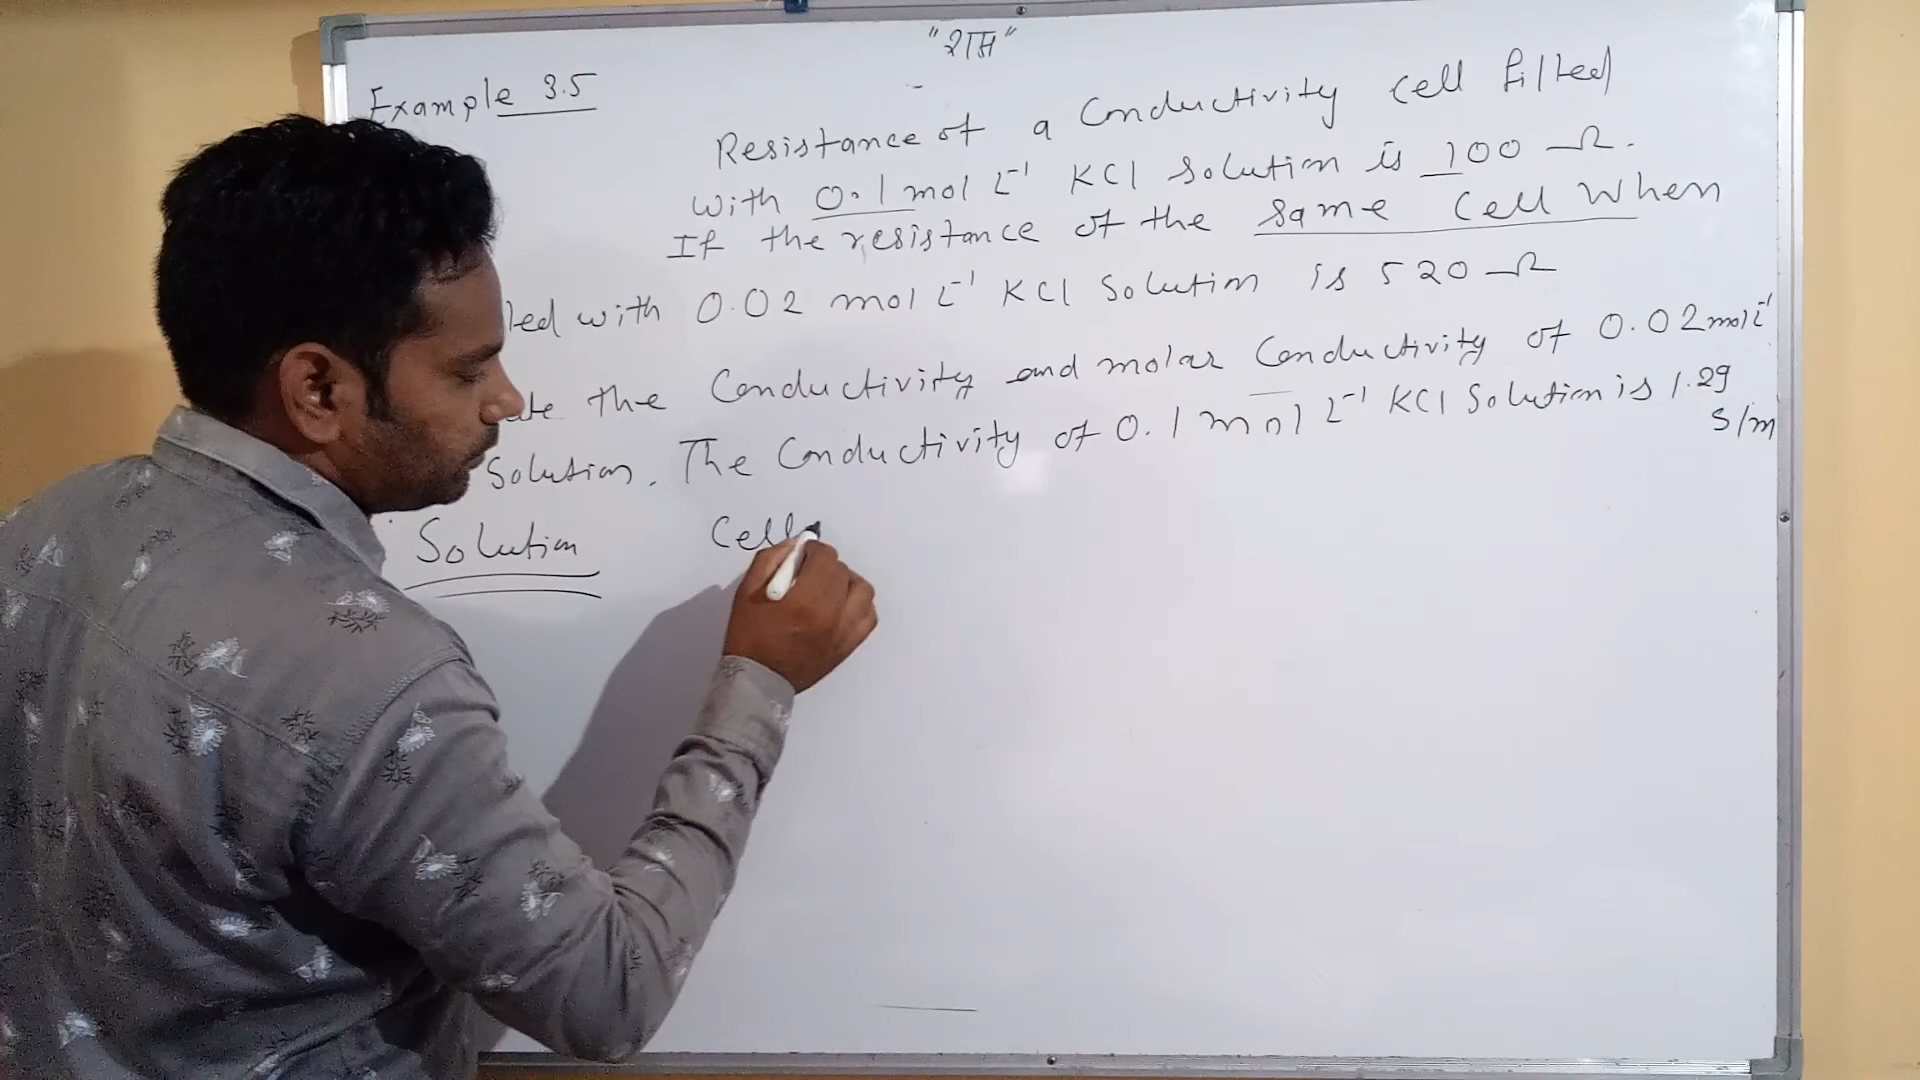 "राम"
Example 3.5
Resistance of a Conductivity cell filled
with 0.1 mol L⁻¹ KCl Solution is 100 Ω.
If the resistance of the same Cell When
led with 0.02 mol L⁻¹ KCl Solution is 520 Ω
ate the Conductivity and molar Conductivity of 0.02 mol L⁻¹
Solution. The Conductivity of 0.1 mol L⁻¹ KCl Solution is 1.29
S/m
Solution Cell